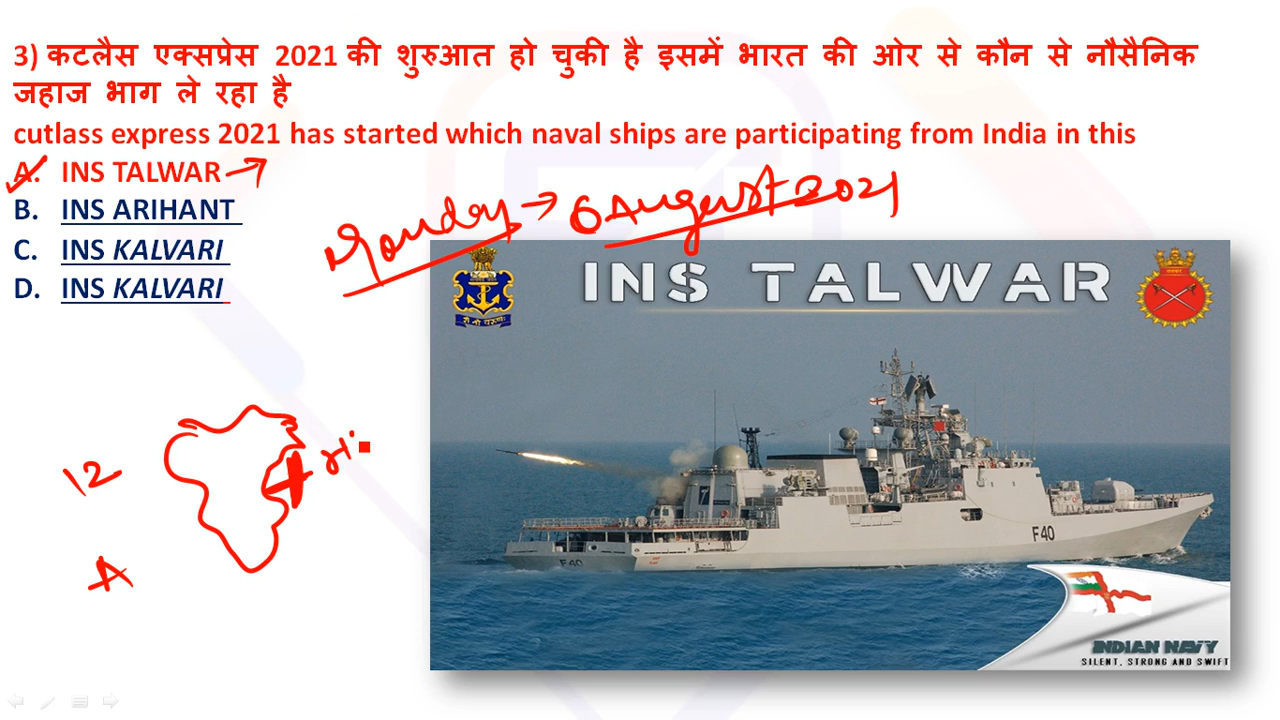 3) कटलैस एक्सप्रेस 2021 की शुरुआत हो चुकी है इसमें भारत की ओर से कौन से नौसैनिक
जहाज भाग ले रहा है
cutlass express 2021 has started which naval ships are participating from India in this
A. INS TALWAR
B. INS ARIHANT
C. INS KALVARI
D. INS KALVARI
Monday → 6 August 2021
INS TALWAR
12
A
F40
F40
INDIAN NAVY
SILENT, STRONG AND SWIFT